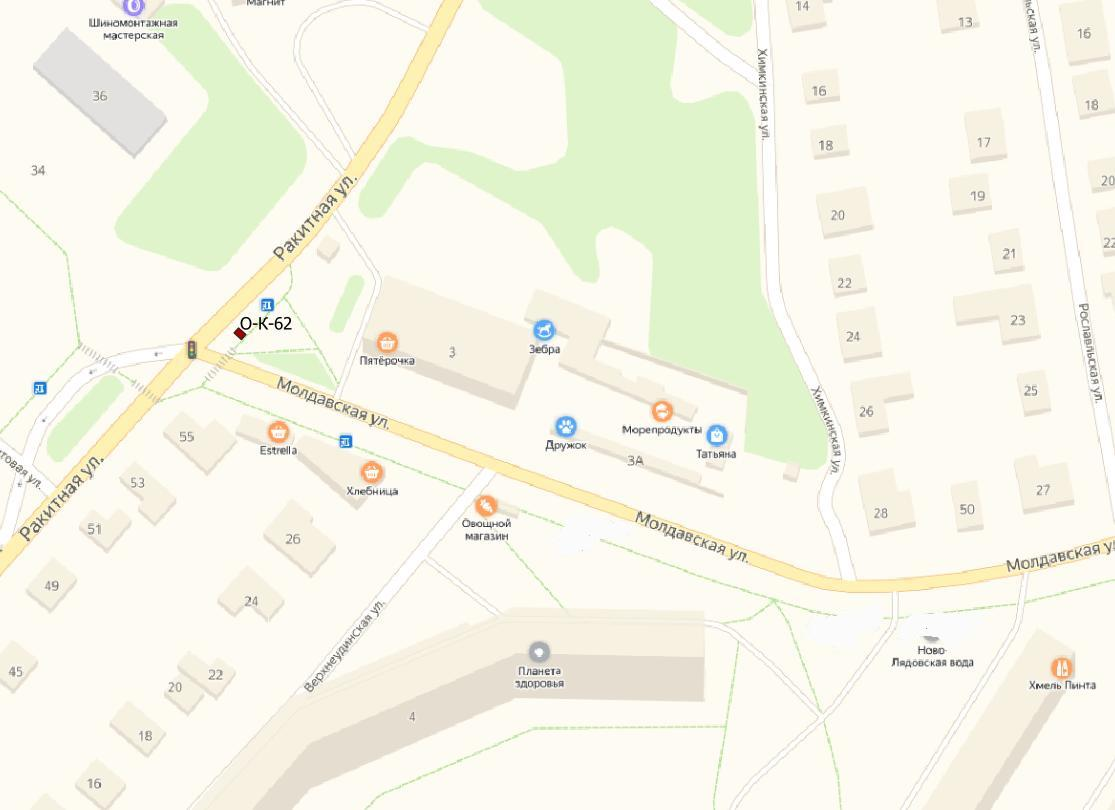 Магнит
Шиномонтажная
мастерская
14
13
16
36
Химкинская ул.
16
18
18
17
34
20
19
20
Ракитная ул.
22
21
22
О-К-62
23
24
Пятёрочка
3
Зебра
Рославльская ул.
Молдавская ул.
25
26
Химкинская ул.
55
Estrella
Дружок
Морепродукты
Татьяна
3А
Хлебница
53
27
28
50
Ракитная ул.
51
Овощной
магазин
Молдавская ул.
26
Молдавская
49
24
Верхнеудинская ул.
Ново-
Лядовская вода
45
22
20
Планета
здоровья
Хмель Пинта
4
18
16